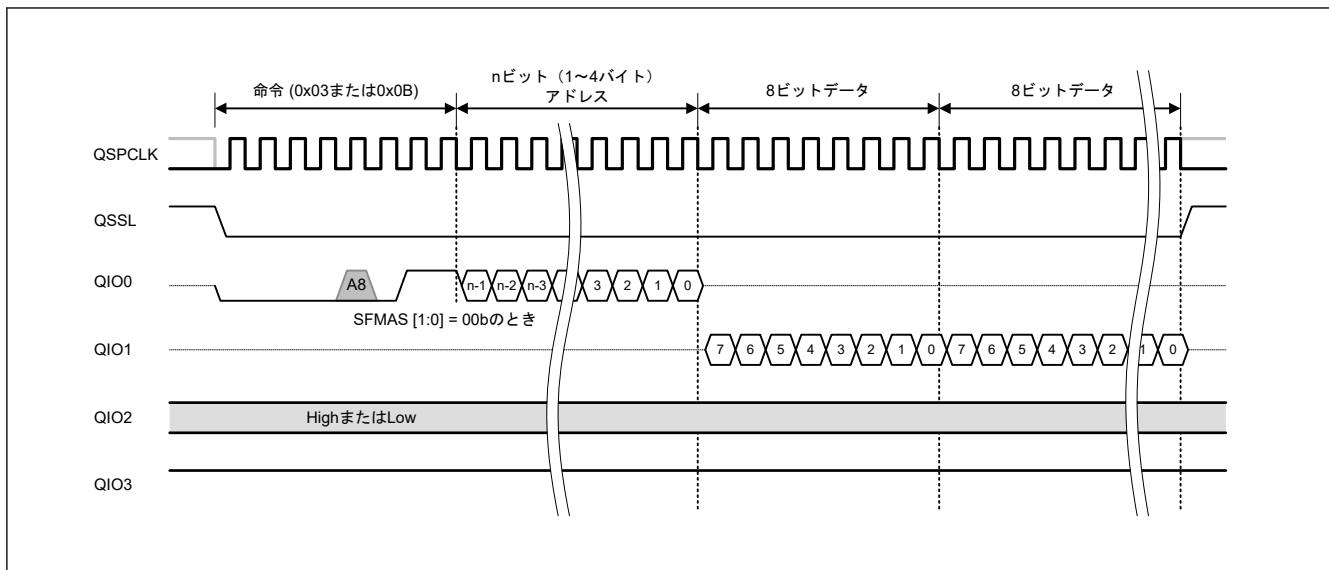 命令 (0x03または0x0B)
nビット（1～4バイト）
アドレス
8ビットデータ
8ビットデータ
QSPCLK
QSSL
QIO0
A8
n-1 n-2 n-3 3 2 1 0
SFMAS [1:0] = 00bのとき
QIO1
7 6 5 4 3 2 1 0 7 6 5 4 3 2 1 0
QIO2
HighまたはLow
QIO3